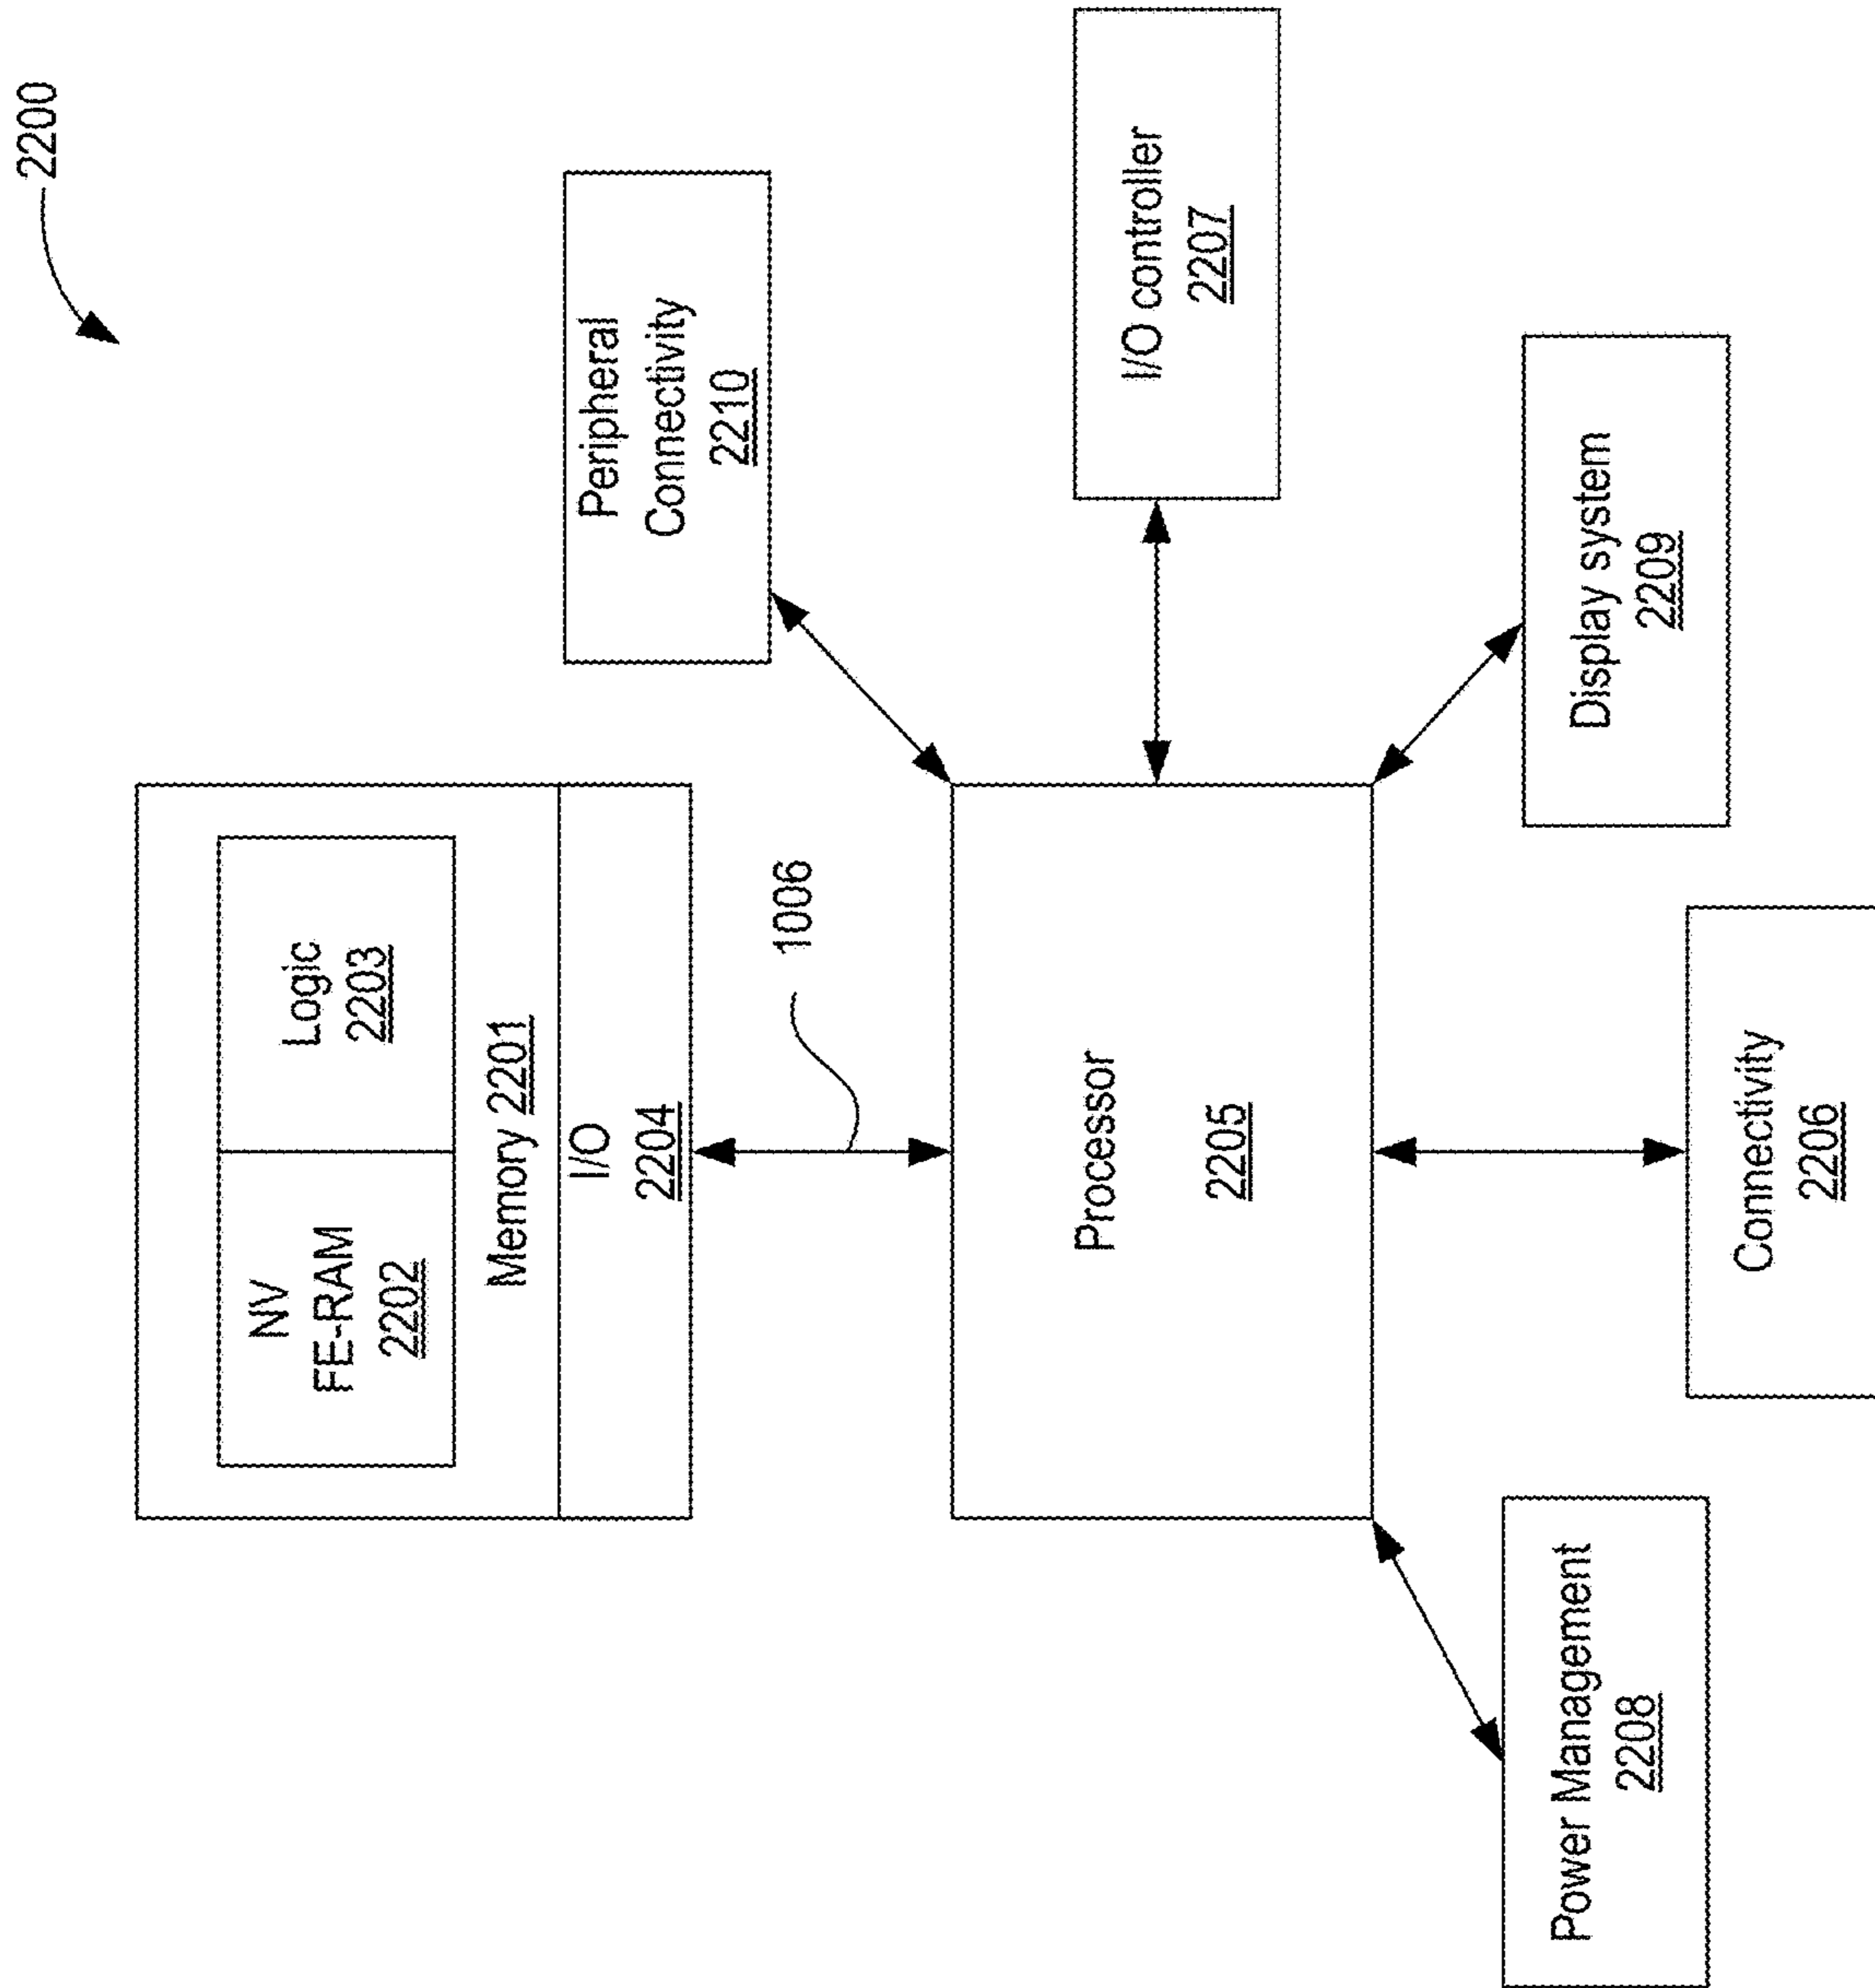 2200
NV
FE-RAM
2202
Logic
2203
Memory 2201
I/O
2204
1006
Peripheral
Connectivity
2210
Processor
2205
I/O controller
2207
Power Management
2208
Connectivity
2206
Display system
2209